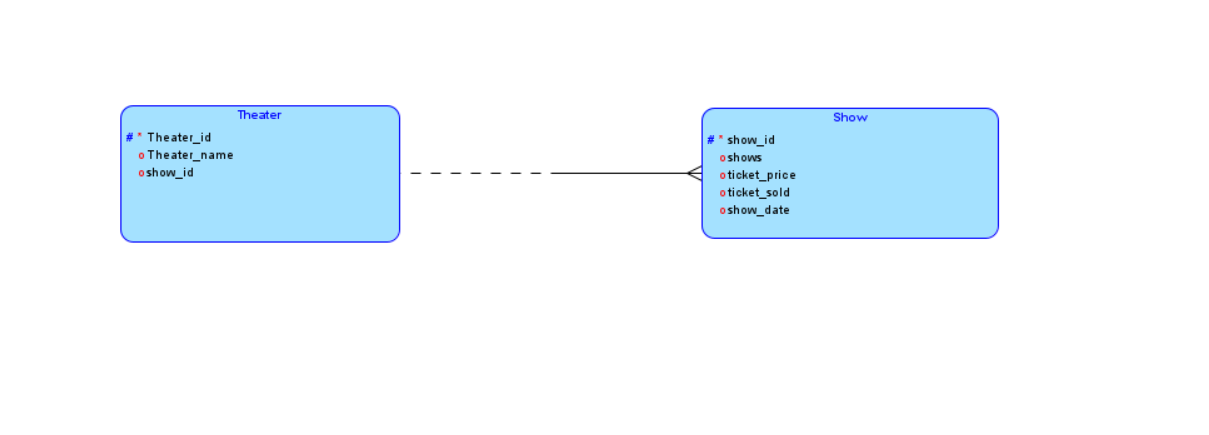 Theater
# * Theater_id
o Theater_name
o show_id
Show
# * show_id
o shows
o ticket_price
o ticket_sold
o show_date